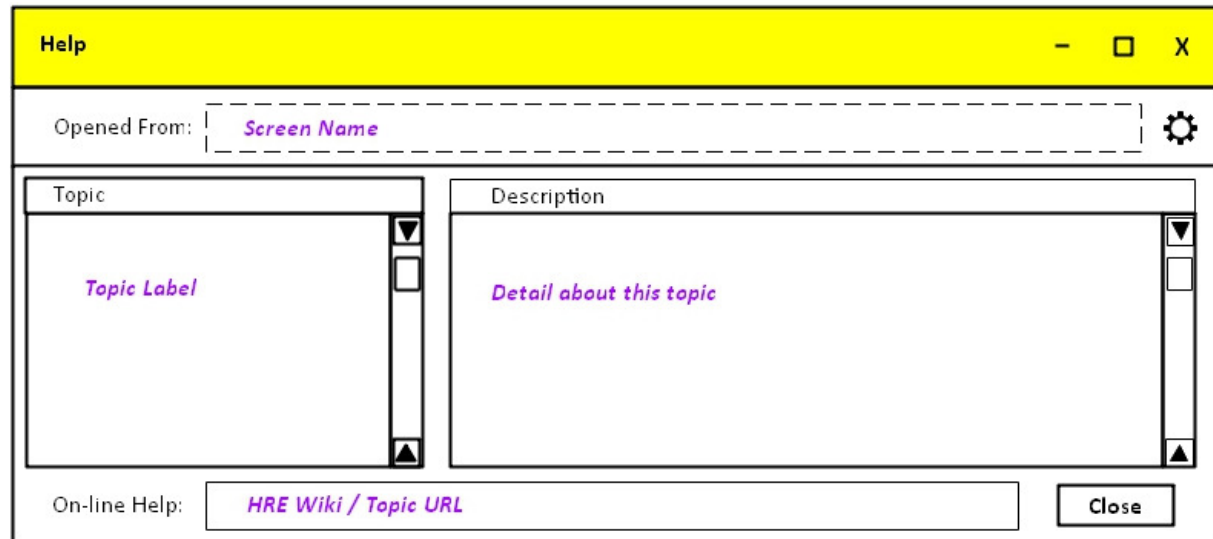 Help - □ X
Opened From: Screen Name
Topic
Description
Topic Label
Detail about this topic
On-line Help: HRE Wiki / Topic URL
Close